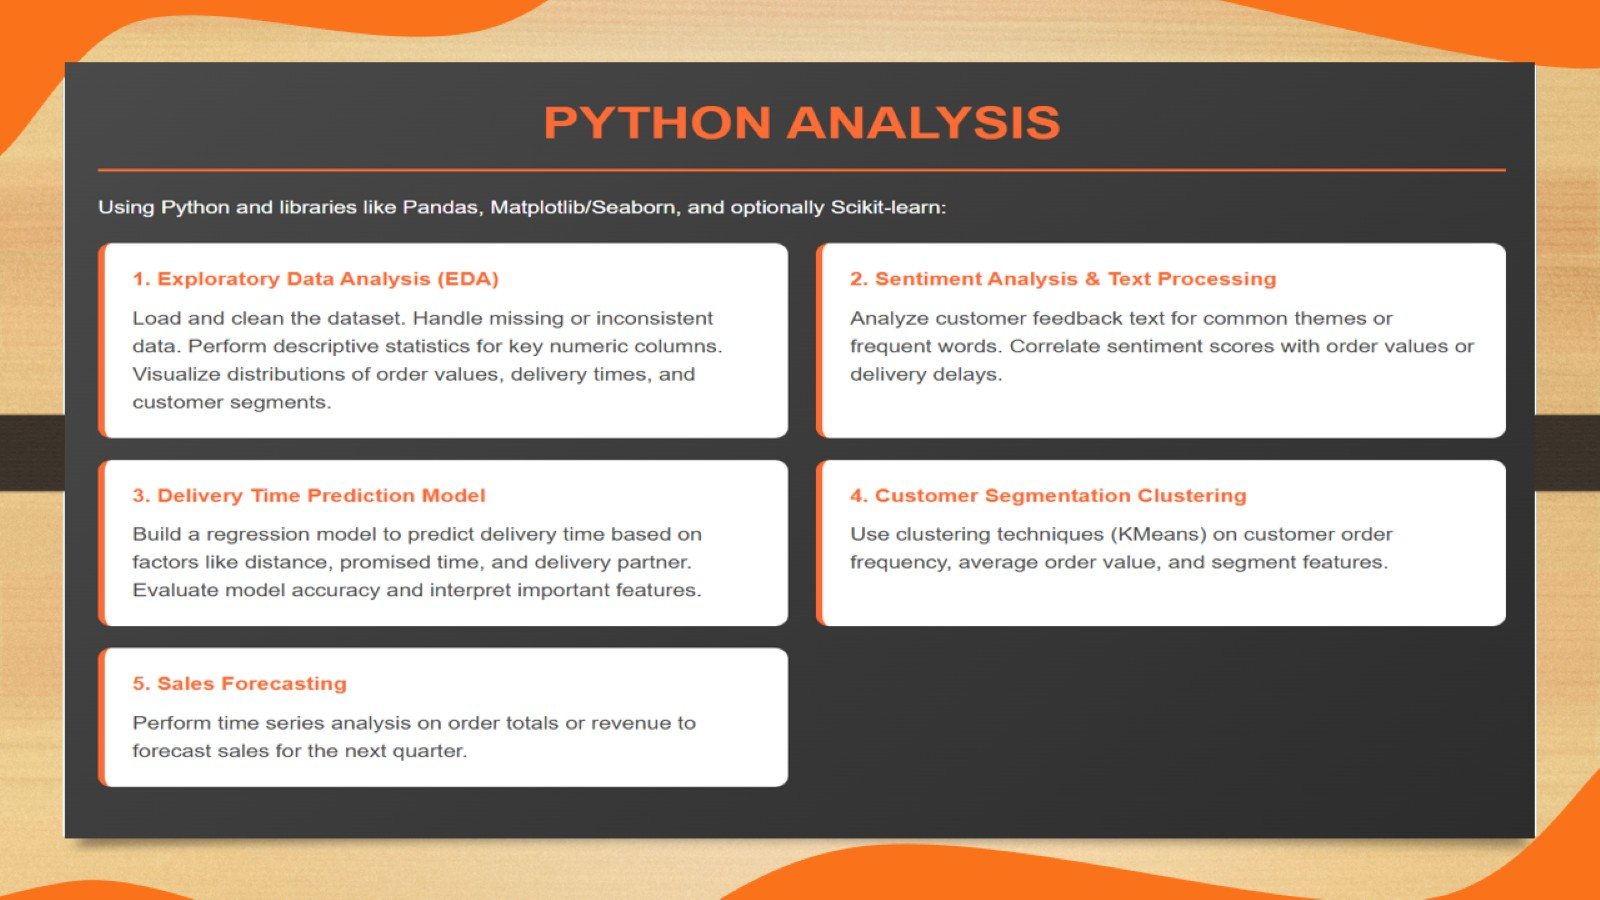 PYTHON ANALYSIS
Using Python and libraries like Pandas, Matplotlib/Seaborn, and optionally Scikit-learn:
1. Exploratory Data Analysis (EDA)
Load and clean the dataset. Handle missing or inconsistent
data. Perform descriptive statistics for key numeric columns.
Visualize distributions of order values, delivery times, and
customer segments.
2. Sentiment Analysis & Text Processing
Analyze customer feedback text for common themes or
frequent words. Correlate sentiment scores with order values or
delivery delays.
3. Delivery Time Prediction Model
Build a regression model to predict delivery time based on
factors like distance, promised time, and delivery partner.
Evaluate model accuracy and interpret important features.
4. Customer Segmentation Clustering
Use clustering techniques (KMeans) on customer order
frequency, average order value, and segment features.
5. Sales Forecasting
Perform time series analysis on order totals or revenue to
forecast sales for the next quarter.